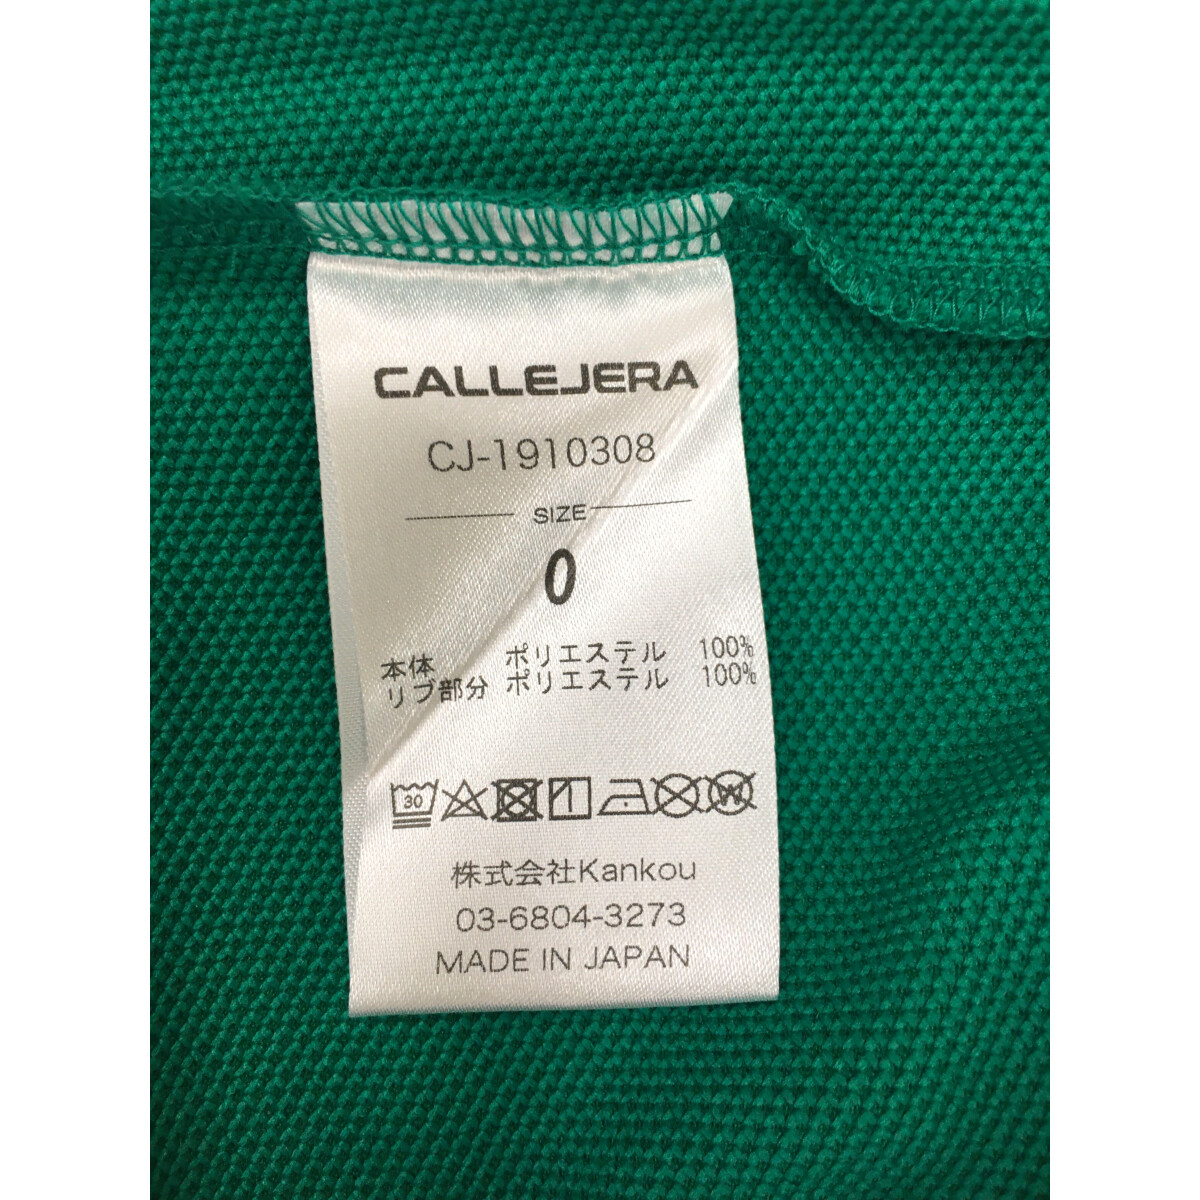 CALLEJERA
CJ-1910308
SIZE
0
本体 ポリエステル 100%
リブ部分 ポリエステル 100%
30 W
株式会社Kankou
03-6804-3273
MADE IN JAPAN